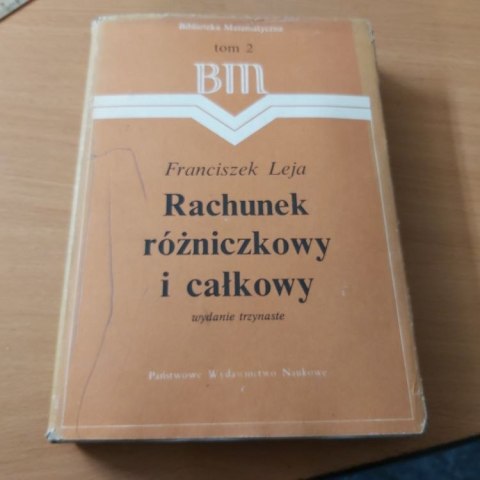 Biblioteka Matematyczna
tom 2
BM
Franciszek Leja
Rachunek
różniczkowy
i całkowy
wydanie trzynaste
Państwowe Wydawnictwo Naukowe